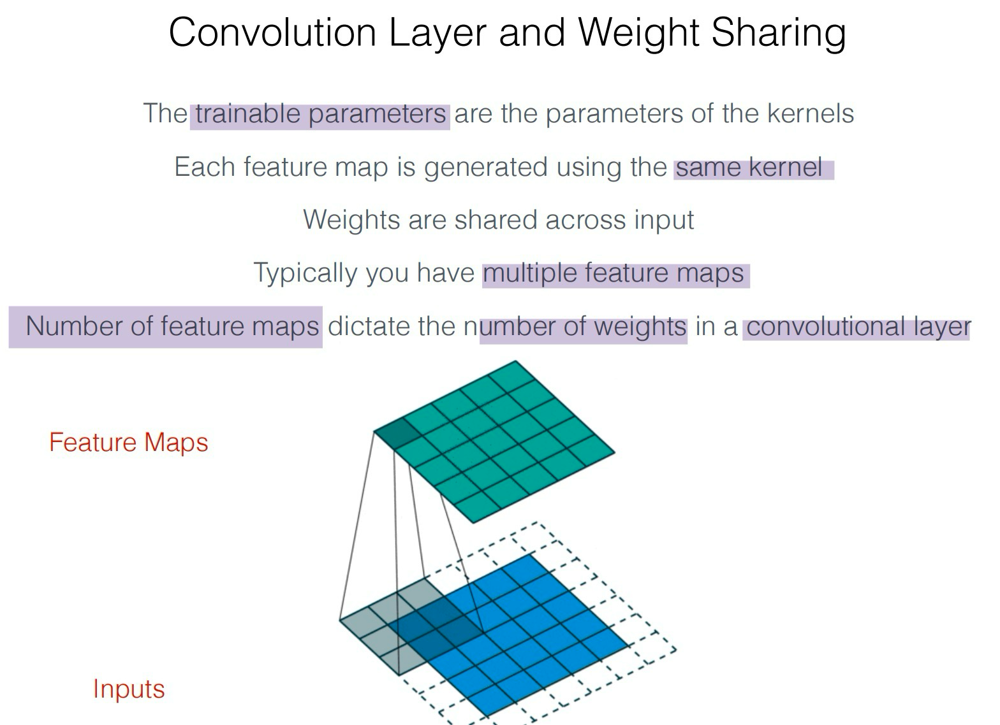 Convolution Layer and Weight Sharing
The trainable parameters are the parameters of the kernels
Each feature map is generated using the same kernel
Weights are shared across input
Typically you have multiple feature maps
Number of feature maps dictate the number of weights in a convolutional layer
Feature Maps
Inputs